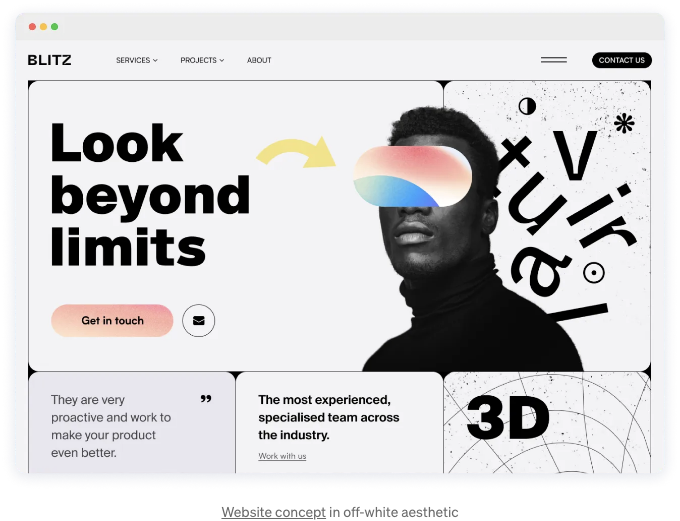 BLITZ
SERVICES
PROJECTS
ABOUT
CONTACT US
Look
beyond
limits
Virtual
Get in touch
They are very
proactive and work to
make your product
even better.
”
The most experienced,
specialised team across
the industry.
Work with us
3D
Website concept in off-white aesthetic